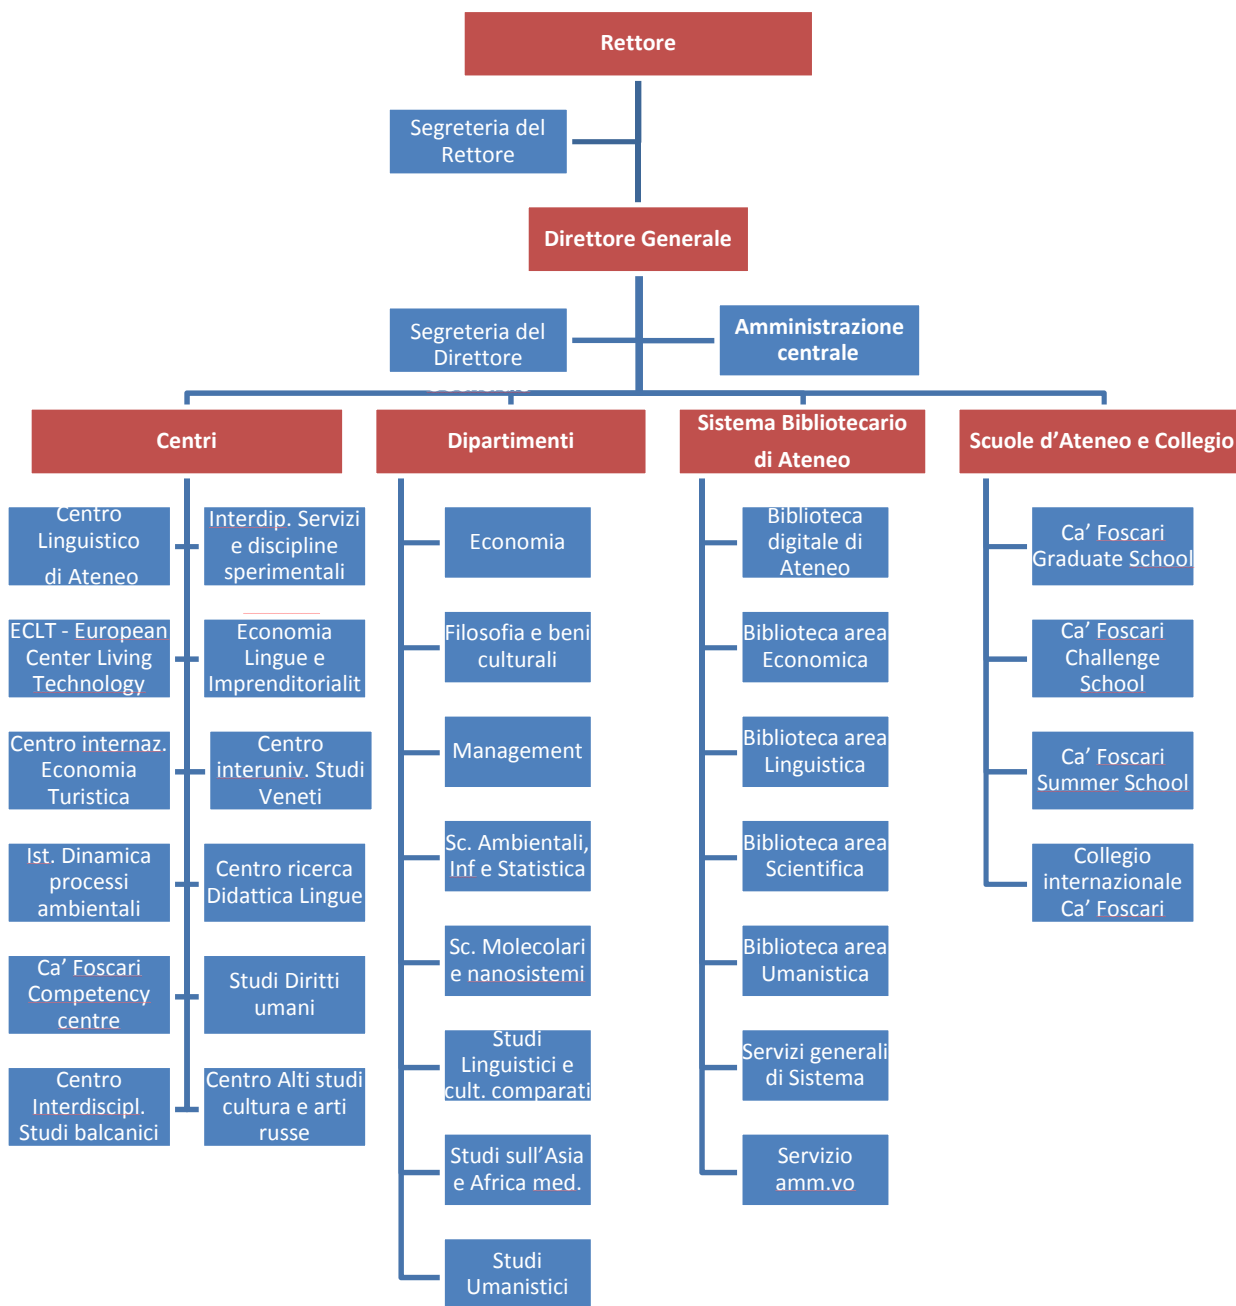 Rettore
Segreteria del
Rettore
Direttore Generale
Segreteria del
Direttore
Amministrazione
centrale
Centri
Dipartimenti
Sistema Bibliotecario
di Ateneo
Scuole d'Ateneo e Collegio
Centro
Linguistico
di Ateneo
Interdip. Servizi
e discipline
sperimentali
ECLT - European
Center Living
Technology
Economia
Lingue e
Imprenditorialit
Centro internaz.
Economia
Turistica
Centro
interuniv. Studi
Veneti
Ist. Dinamica
processi
ambientali
Centro ricerca
Didattica Lingue
Ca' Foscari
Competency
centre
Studi Diritti
umani
Centro
Interdiscipl.
Studi balcanici
Centro Alti studi
cultura e arti
russe
Economia
Filosofia e beni
culturali
Management
Sc. Ambientali,
Inf e Statistica
Sc. Molecolari
e nanosistemi
Studi
Linguistici e
cult. comparati
Studi sull'Asia
e Africa med.
Studi
Umanistici
Biblioteca
digitale di
Ateneo
Biblioteca area
Economica
Biblioteca area
Linguistica
Biblioteca area
Scientifica
Biblioteca area
Umanistica
Servizi generali
di Sistema
Servizio
amm.vo
Ca' Foscari
Graduate School
Ca' Foscari
Challenge
School
Ca' Foscari
Summer School
Collegio
internazionale
Ca' Foscari